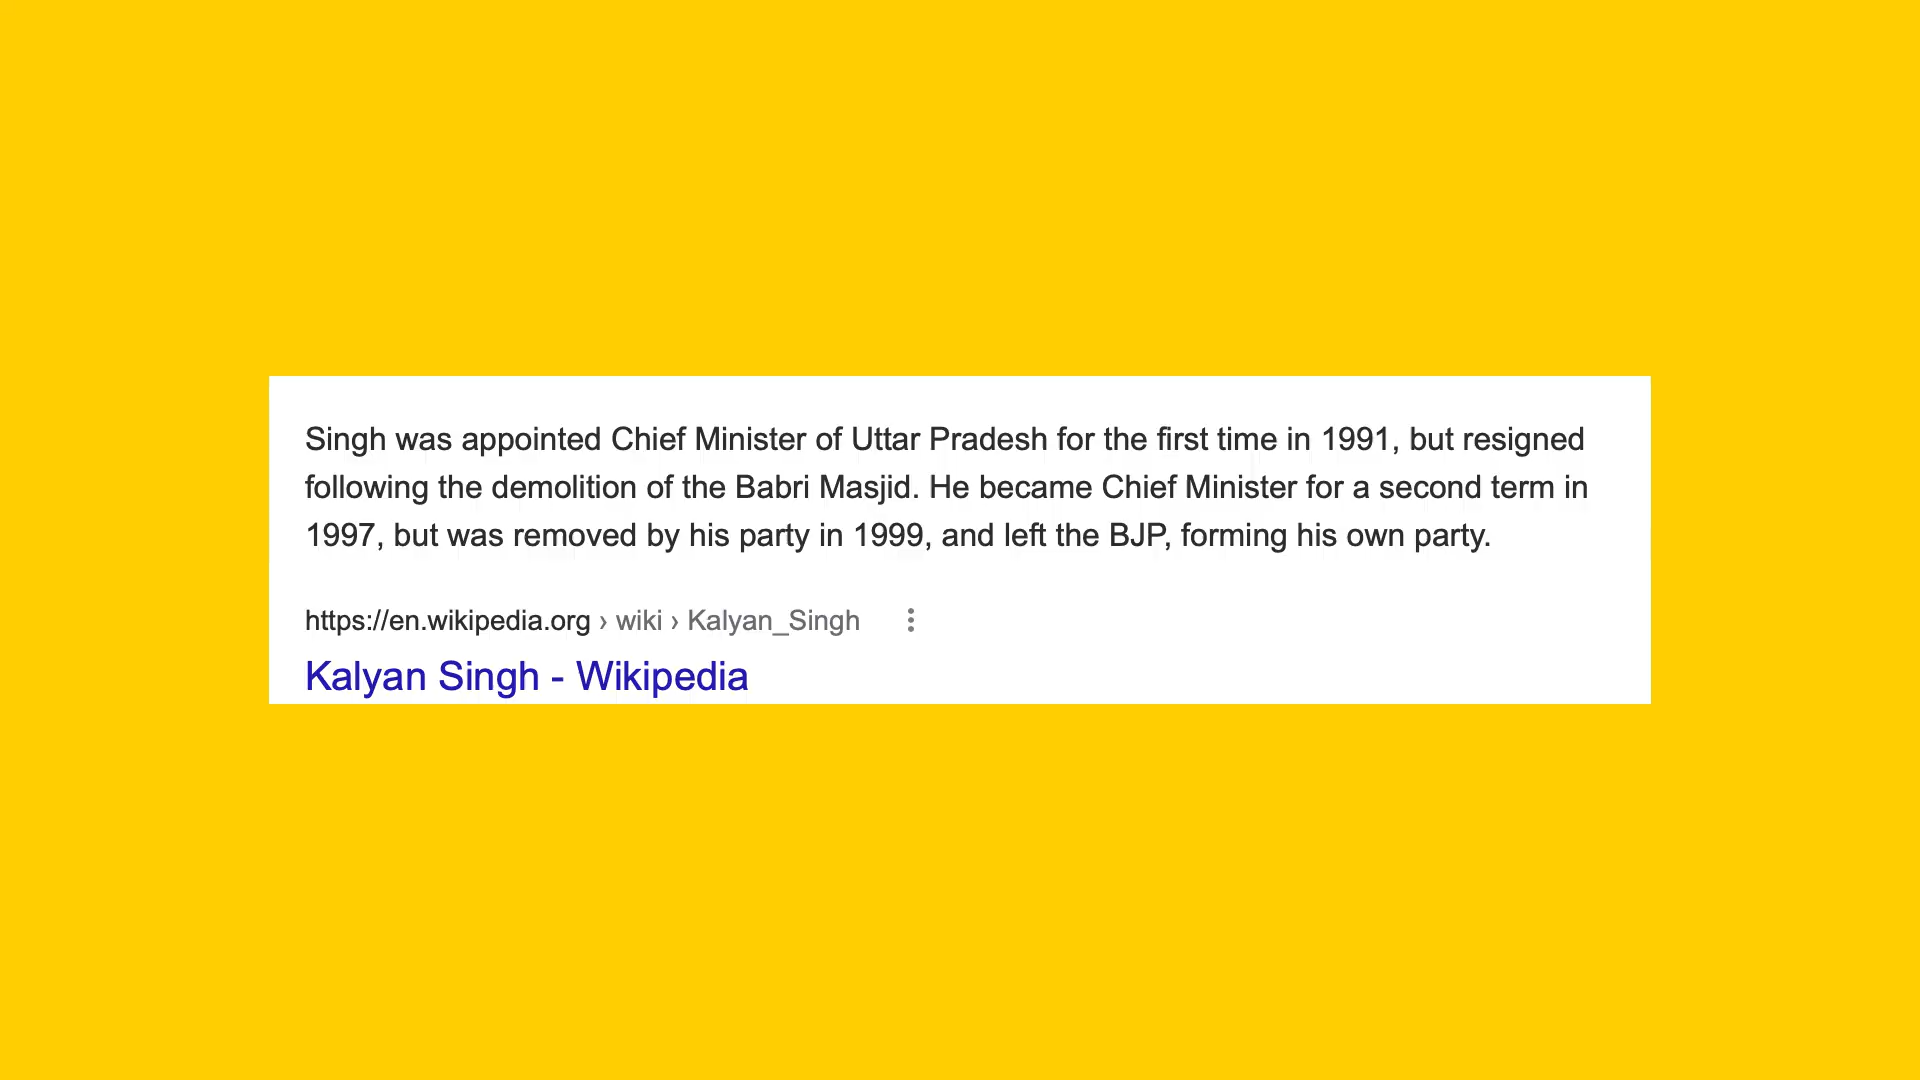 Singh was appointed Chief Minister of Uttar Pradesh for the first time in 1991, but resigned
following the demolition of the Babri Masjid. He became Chief Minister for a second term in
1997, but was removed by his party in 1999, and left the BJP, forming his own party.
https://en.wikipedia.org › wiki › Kalyan_Singh
Kalyan Singh - Wikipedia